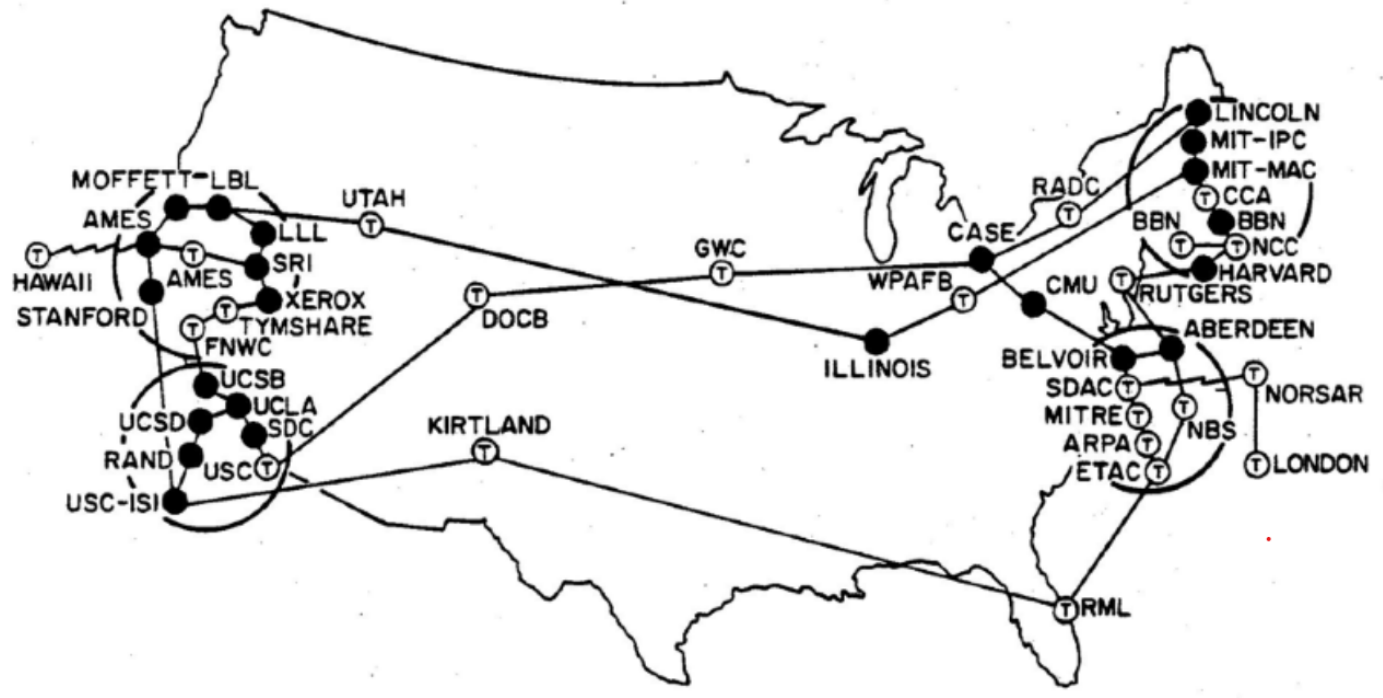 LINCOLN
MIT-IPC
MIT-MAC
MOFFETT LBL
UTAH
RADC
T
CCA
AMES
T
BBN
BBN
LLL
GWC
CASE
T
T
NCC
T
T
SRI
HAWAII
AMES
T
WPAFB
CMU
T
HARVARD
RUTGERS
STANFORD
XEROX
T
T
TYMSHARE
T
DOCB
T
FNWC
ABERDEEN
ILLINOIS
BELVOIR
UCSB
SDAC
T
T
NORSAR
UCLA
UCSD
SDC
KIRTLAND
MITRE
T
T
NBS
T
ARPA
T
RAND
USC
T
ETAC
T
T
LONDON
USC-ISI
T
RML